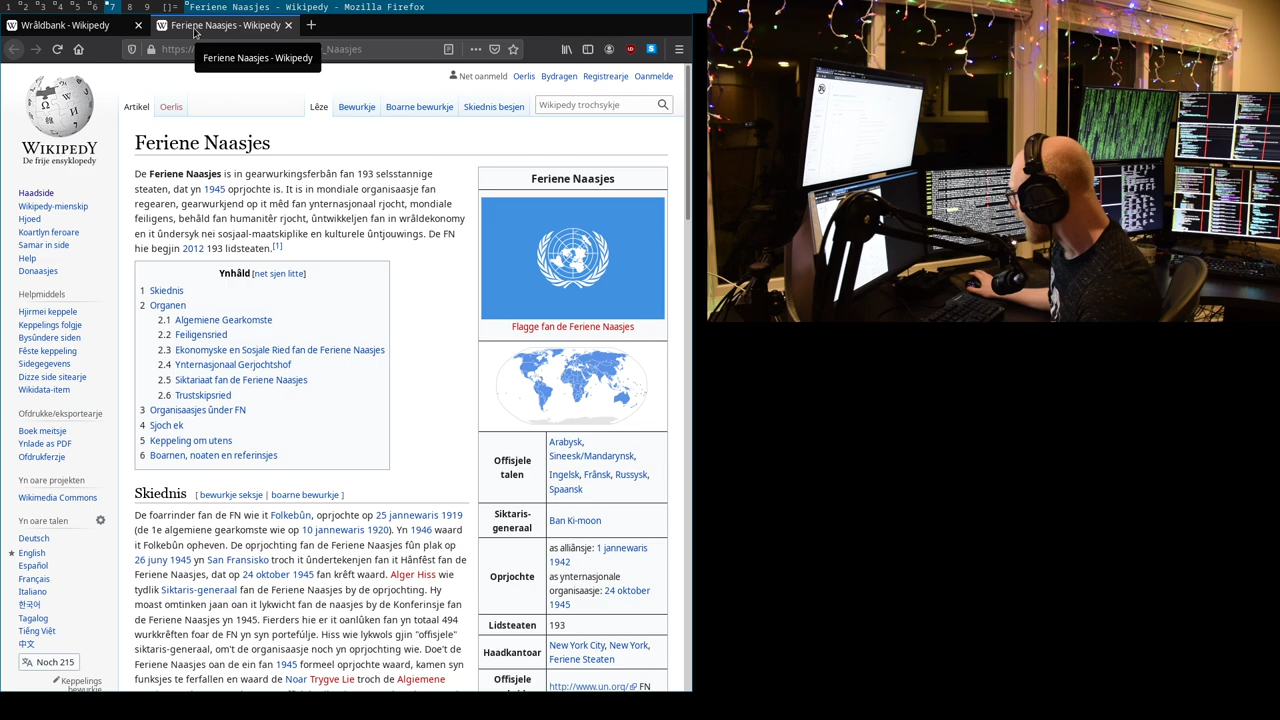 1 2 3 4 5 6 7 8 9 []= Feriene Naasjes - Wikipedy - Mozilla Firefox
Wrâldbank - Wikipedy
Feriene Naasjes - Wikipedy
https:// _Naasjes
Feriene Naasjes - Wikipedy
Net oanmeld Oerlis Bydragen Registrearje Oanmelde
Artikel Oerlis Lêze Bewurkje Boarne bewurkje Skiednis besjen Wikipedy trochsykje
WIKIPEDY
De frije ensyklopedy
Haadside
Wikipedy-mienskip
Hjoed
Koartlyn feroare
Samar in side
Help
Donaasjes
Helpmiddels
Hjirmei keppele
Keppelings folgje
Bysûndere siden
Fêste keppeling
Sidegegevens
Dizze side sitearje
Wikidata-item
Ofdrukke/eksportearje
Boek meitsje
Ynlade as PDF
Ofdrukferzje
Yn oare projekten
Wikimedia Commons
Yn oare talen
Deutsch
English
Español
Français
Italiano
한국어
Tagalog
Tiếng Việt
中文
Noch 215
Keppelings
bewurkje
Feriene Naasjes
De Feriene Naasjes is in gearwurkingsferbân fan 193 selsstannige
steaten, dat yn 1945 oprjochte is. It is in mondiale organisaasje fan
regearen, gearwurkjend op it mêd fan ynternasjonaal rjocht, mondiale
feiligens, behâld fan humanitêr rjocht, ûntwikkeljen fan in wrâldekonomy
en it ûndersyk nei sosjaal-maatskiplike en kulturele ûntjouwings. De FN
hie begjin 2012 193 lidsteaten.[1]
Ynhâld [net sjen litte]
1 Skiednis
2 Organen
2.1 Algemiene Gearkomste
2.2 Feiligensried
2.3 Ekonomyske en Sosjale Ried fan de Feriene Naasjes
2.4 Ynternasjonaal Gerjochtshof
2.5 Siktariaat fan de Feriene Naasjes
2.6 Trustskipsried
3 Organisaasjes ûnder FN
4 Sjoch ek
5 Keppeling om utens
6 Boarnen, noaten en referinsjes
Skiednis [ bewurkje seksje | boarne bewurkje ]
De foarrinder fan de FN wie it Folkebûn, oprjochte op 25 jannewaris 1919
(de 1e algemiene gearkomste wie op 10 jannewaris 1920). Yn 1946 waard
it Folkebûn opheven. De oprjochting fan de Feriene Naasjes fûn plak op
26 juny 1945 yn San Fransisko troch it ûndertekenjen fan it Hânfêst fan de
Feriene Naasjes, dat op 24 oktober 1945 fan krêft waard. Alger Hiss wie
tydlik Siktaris-generaal fan de Feriene Naasjes by de oprjochting. Hy
moast omtinken jaan oan it lykwicht fan de naasjes by de Konferinsje fan
de Feriene Naasjes yn 1945. Fierders hie er it oanlûken fan yn totaal 494
wurkkrêften foar de FN yn syn portefúlje. Hiss wie lykwols gjin "offisjele"
siktaris-generaal, om't de organisaasje noch yn oprjochting wie. Doe't de
Feriene Naasjes oan de ein fan 1945 formeel oprjochte waard, kamen syn
funksjes te ferfallen en waard de Noar Trygve Lie troch de Algiemene
Feriene Naasjes
Flagge fan de Feriene Naasjes
Offisjele talen
Arabysk,
Sineesk/Mandarynsk,
Ingelsk, Frânsk, Russysk,
Spaansk
Siktaris-generaal
Ban Ki-moon
Oprjochte
as alliânsje: 1 jannewaris
1942
as ynternasjonale
organisaasje: 24 oktober
1945
Lidsteaten 193
Haadkantoar
New York City, New York,
Feriene Steaten
Offisjele
http://www.un.org/ FN